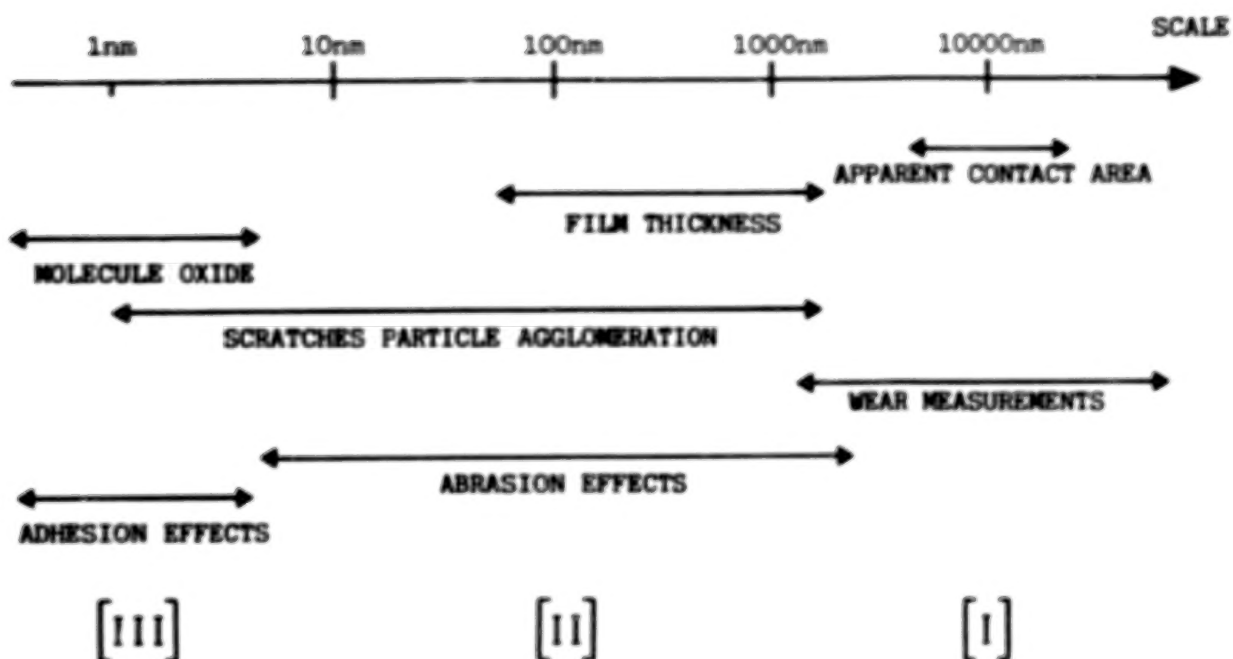 SCALE
1nm 10nm 100nm 1000nm 10000nm
APPARENT CONTACT AREA
FILM THICKNESS
MOLECULE OXIDE
SCRATCHES PARTICLE AGGLOMERATION
WEAR MEASUREMENTS
ABRASION EFFECTS
ADHESION EFFECTS
[III] [II] [I]